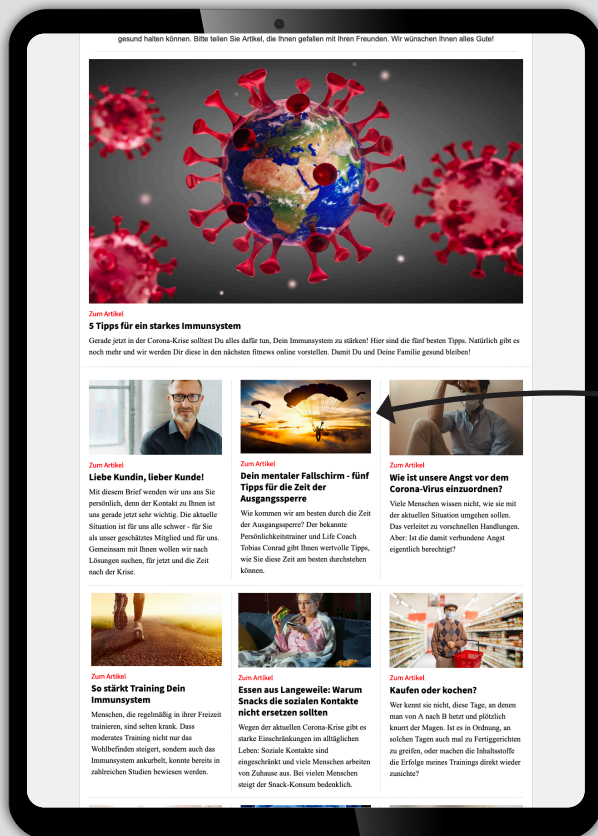 gesund halten können. Bitte teilen Sie Artikel, die Ihnen gefallen mit Ihren Freunden. Wir wünschen Ihnen alles Gute!
Zum Artikel
5 Tipps für ein starkes Immunsystem
Gerade jetzt in der Corona-Krise solltest Du alles dafür tun, Dein Immunsystem zu stärken! Hier sind die fünf besten Tipps. Natürlich gibt es
noch mehr und wir werden Dir diese in den nächsten fitnews online vorstellen. Damit Du und Deine Familie gesund bleiben!
Zum Artikel
Liebe Kundin, lieber Kunde!
Mit diesem Brief wenden wir uns ans Sie
persönlich, denn der Kontakt zu Ihnen ist
uns gerade jetzt sehr wichtig. Die aktuelle
Situation ist für uns alle schwer - für Sie
als unser geschätztes Mitglied und für uns.
Gemeinsam mit Ihnen wollen wir nach
Lösungen suchen, für jetzt und die Zeit
nach der Krise.
Zum Artikel
Dein mentaler Fallschirm - fünf
Tipps für die Zeit der
Ausgangssperre
Wie kommen wir am besten durch die Zeit
der Ausgangssperre? Der bekannte
Persönlichkeitstrainer und Life Coach
Tobias Conrad gibt Ihnen wertvolle Tipps,
wie Sie diese Zeit am besten durchstehen
können.
Zum Artikel
Wie ist unsere Angst vor dem
Corona-Virus einzuordnen?
Viele Menschen wissen nicht, wie sie mit
der aktuellen Situation umgehen sollen.
Das verleitet zu vorschnellen Handlungen.
Aber: Ist die damit verbundene Angst
eigentlich berechtigt?
Zum Artikel
So stärkt Training Dein
Immunsystem
Menschen, die regelmäßig in ihrer Freizeit
trainieren, sind selten krank. Dass
moderates Training nicht nur das
Wohlbefinden steigert, sondern auch das
Immunsystem ankurbelt, konnte bereits in
zahlreichen Studien bewiesen werden.
Zum Artikel
Essen aus Langeweile: Warum
Snacks die sozialen Kontakte
nicht ersetzen sollten
Wegen der aktuellen Corona-Krise gibt es
starke Einschränkungen im alltäglichen
Leben: Soziale Kontakte sind
eingeschränkt und viele Menschen arbeiten
von Zuhause aus. Bei vielen Menschen
steigt der Snack-Konsum bedenklich.
Zum Artikel
Kaufen oder kochen?
Wer kennt sie nicht, diese Tage, an denen
man von A nach B hetzt und plötzlich
knurrt der Magen. Ist es in Ordnung, an
solchen Tagen auch mal zu Fertiggerichten
zu greifen, oder machen die Inhaltsstoffe
die Erfolge meines Trainings direkt wieder
zunichte?